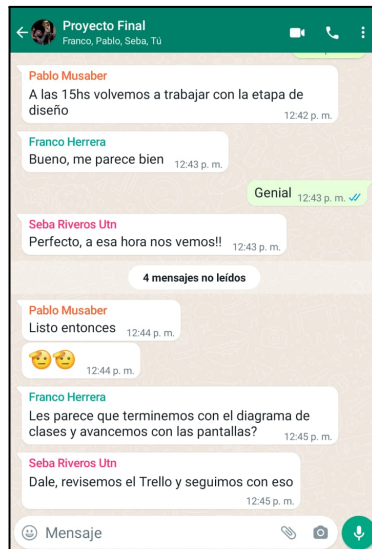 Proyecto Final
Franco, Pablo, Seba, Tú
Pablo Musaber
A las 15hs volvemos a trabajar con la etapa de
diseño
12:42 p. m.
Franco Herrera
Bueno, me parece bien 12:43 p. m.
Genial 12:43 p. m.
Seba Riveros Utn
Perfecto, a esa hora nos vemos!! 12:43 p. m.
4 mensajes no leídos
Pablo Musaber
Listo entonces 12:44 p. m.
12:44 p. m.
Franco Herrera
Les parece que terminemos con el diagrama de
clases y avancemos con las pantallas? 12:45 p. m.
Seba Riveros Utn
Dale, revisemos el Trello y seguimos con eso
12:45 p. m.
Mensaje